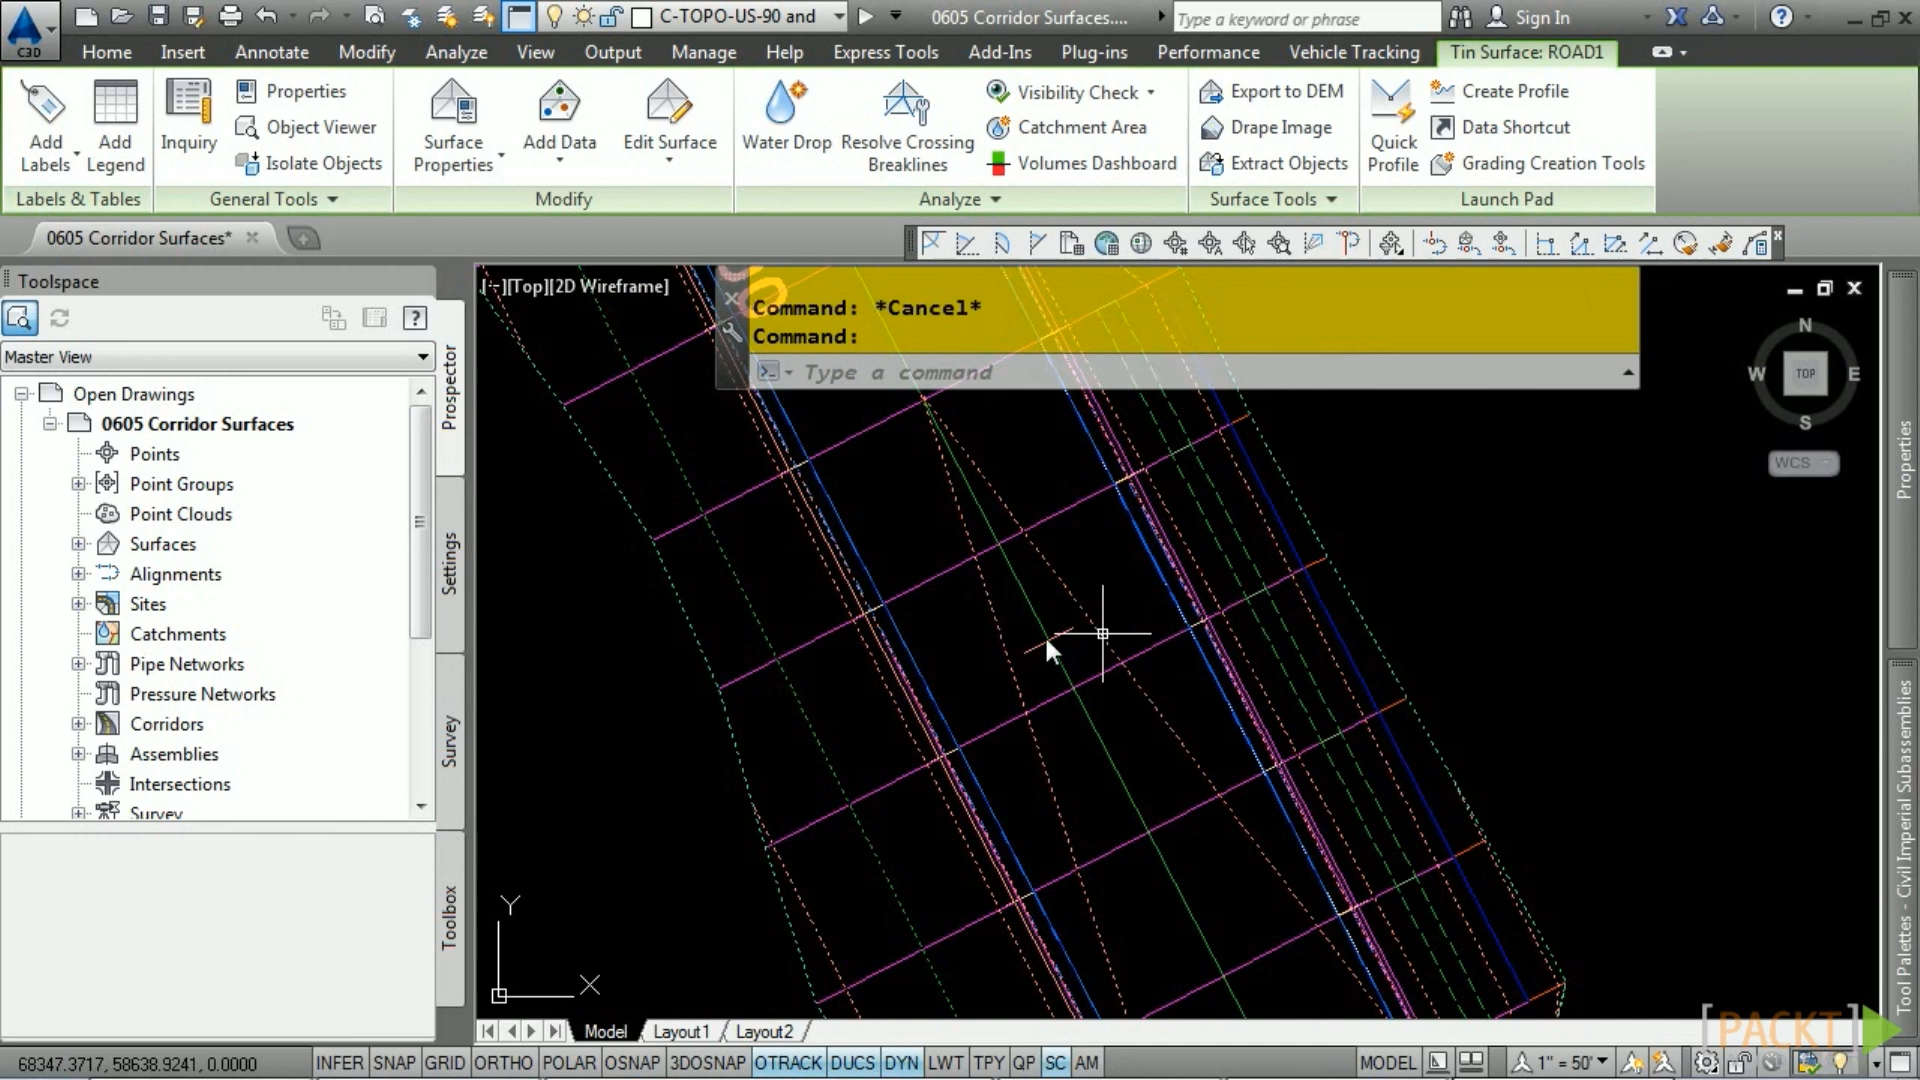 C3D
C-TOPO-US-90 and
0605 Corridor Surfaces....
Type a keyword or phrase
Sign In
Home Insert Annotate Modify Analyze View Output Manage Help Express Tools Add-Ins Plug-ins Performance Vehicle Tracking Tin Surface: ROAD1
Add Labels
Add Legend
Labels & Tables
Inquiry
Properties
Object Viewer
Isolate Objects
General Tools
Surface Properties
Add Data
Edit Surface
Modify
Water Drop
Resolve Crossing Breaklines
Visibility Check
Catchment Area
Volumes Dashboard
Analyze
Export to DEM
Drape Image
Extract Objects
Surface Tools
Quick Profile
Create Profile
Data Shortcut
Grading Creation Tools
Launch Pad
0605 Corridor Surfaces*
Toolspace
Master View
Open Drawings
0605 Corridor Surfaces
Points
Point Groups
Point Clouds
Surfaces
Alignments
Sites
Catchments
Pipe Networks
Pressure Networks
Corridors
Assemblies
Intersections
Survey
Prospector
Settings
Survey
Toolbox
[-][Top][2D Wireframe]
Command: *Cancel*
Command:
Type a command
N
W TOP E
S
WCS
Y
X
Properties
Tool Palettes - Civil Imperial Subassemblies
Model Layout1 Layout2
[PACKT]
68347.3717, 58638.9241, 0.0000
INFER SNAP GRID ORTHO POLAR OSNAP 3DOSNAP OTRACK DUCS DYN LWT TPY QP SC AM
MODEL
1" = 50'